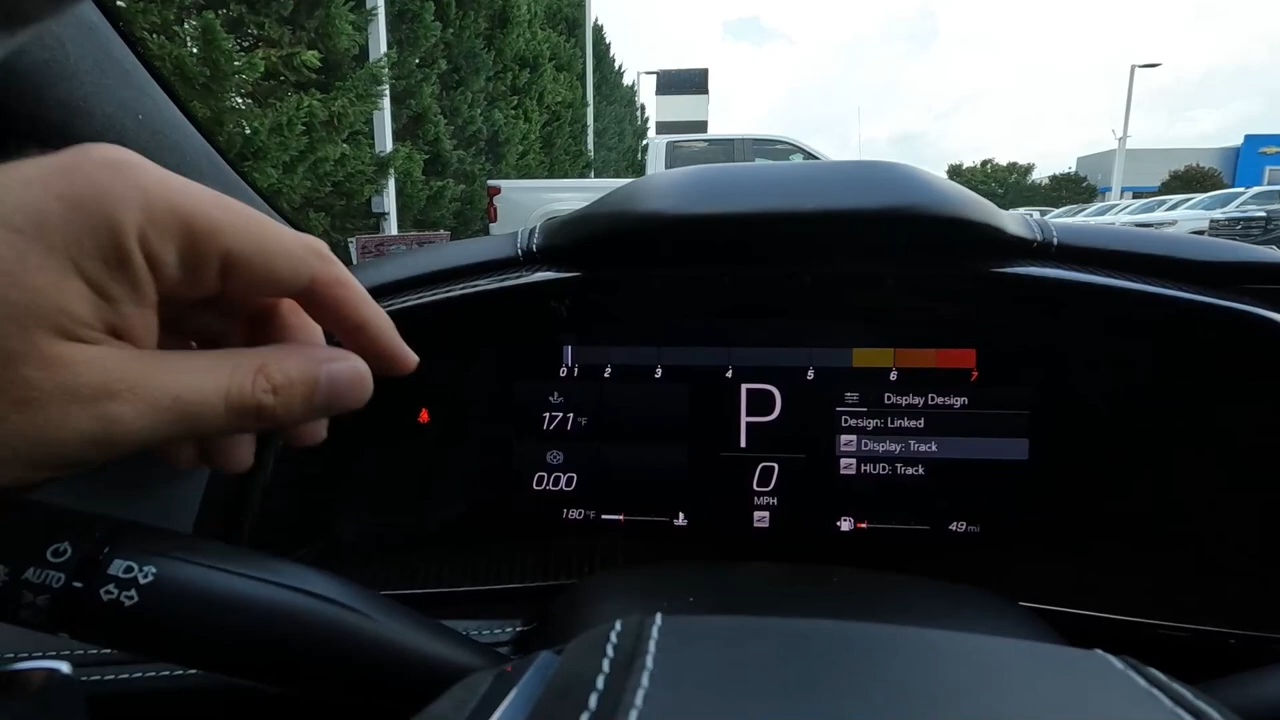 0 1 2 3 4 5 6 7
171 °F
0.00
180 °F
P
0
MPH
Z
Display Design
Design: Linked
Z Display: Track
Z HUD: Track
49 mi
AUTO